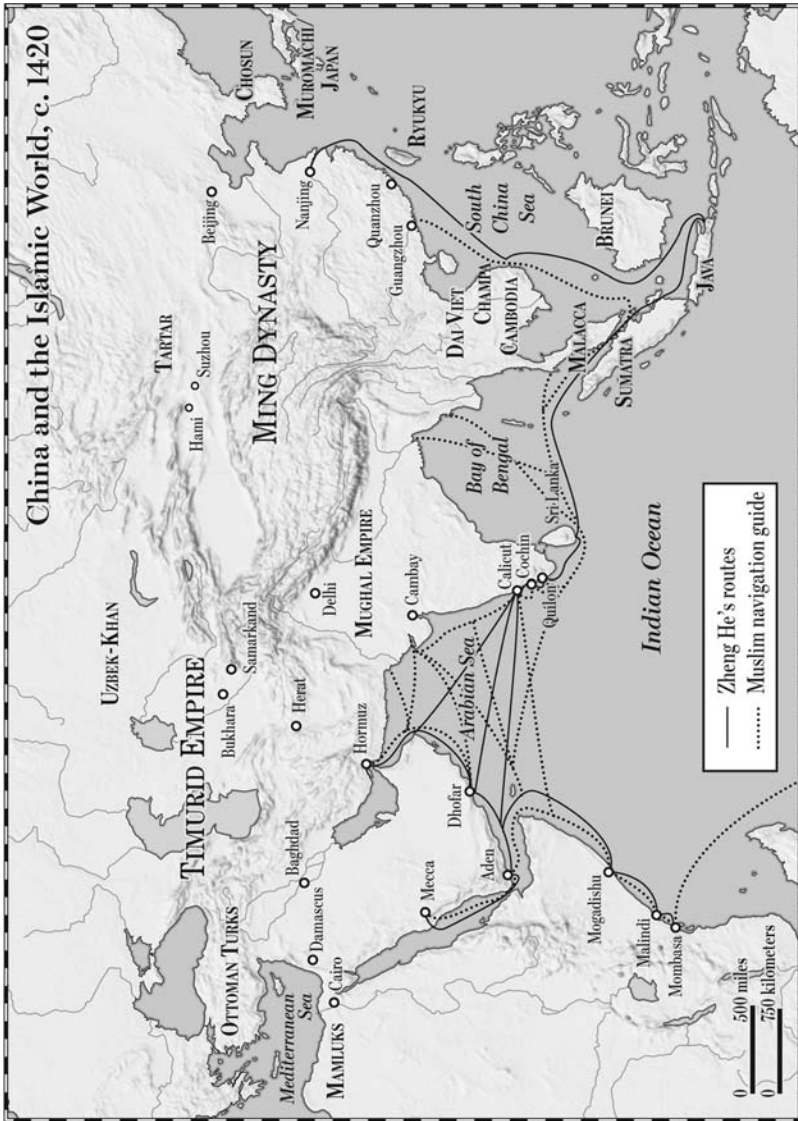 China and the Islamic World, c. 1420
OTTOMAN TURKS
Mediterranean
Sea
MAMLUKS
Cairo
Damascus
Baghdad
Mecca
Aden
Dhofar
Hormuz
Mogadishu
Malindi
Mombasa
TIMURID EMPIRE
UZBEK-KHAN
Bukhara
Samarkand
Herat
Delhi
MUGHAL EMPIRE
Cambay
Arabian Sea
Calicut
Cochin
Quilon
Sri Lanka
Bay of
Bengal
Indian Ocean
TARTAR
Hami
Suzhou
MING DYNASTY
Beijing
Nanjing
Quanzhou
Guangzhou
CHOSUN
MUROMACHI
JAPAN
RYUKYU
South
China
Sea
DAI-VIET
CHAMPA
CAMBODIA
MALACCA
SUMATRA
JAVA
BRUNEI
Zheng He's routes
Muslim navigation guide
0 500 miles
0 750 kilometers